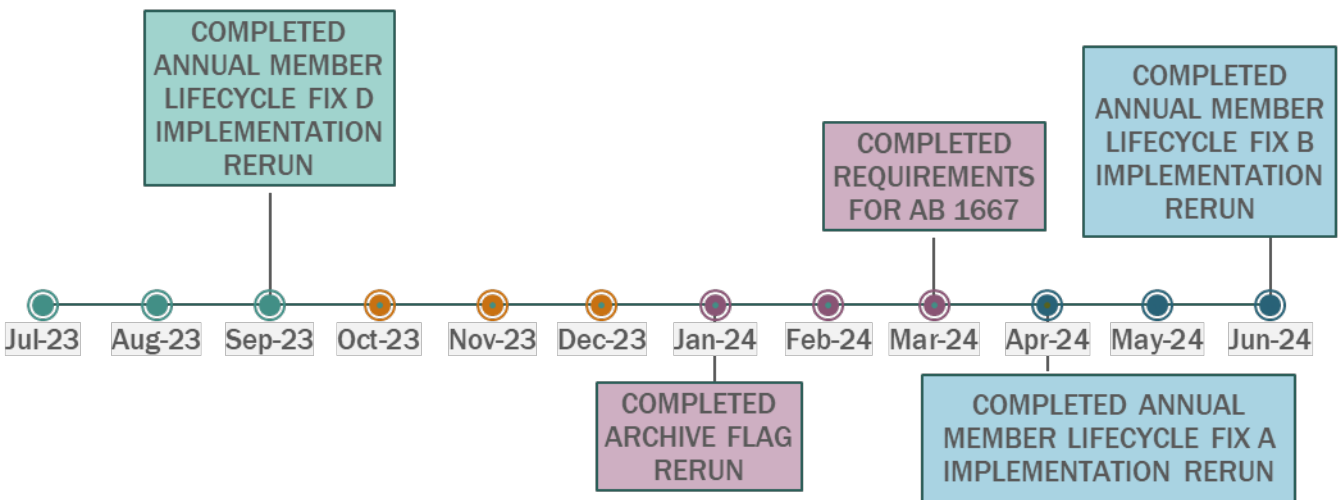 COMPLETED
ANNUAL MEMBER
LIFECYCLE FIX D
IMPLEMENTATION
RERUN
COMPLETED
REQUIREMENTS
FOR AB 1667
COMPLETED
ANNUAL MEMBER
LIFECYCLE FIX B
IMPLEMENTATION
RERUN
Jul-23 Aug-23 Sep-23 Oct-23 Nov-23 Dec-23 Jan-24 Feb-24 Mar-24 Apr-24 May-24 Jun-24
COMPLETED
ARCHIVE FLAG
RERUN
COMPLETED ANNUAL
MEMBER LIFECYCLE FIX A
IMPLEMENTATION RERUN